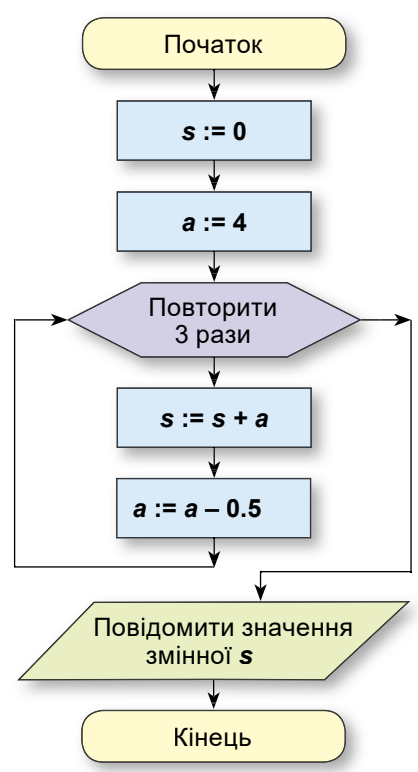 Початок
s := 0
a := 4
Повторити
3 рази
s := s + a
a := a – 0.5
Повідомити значення
змінної s
Кінець